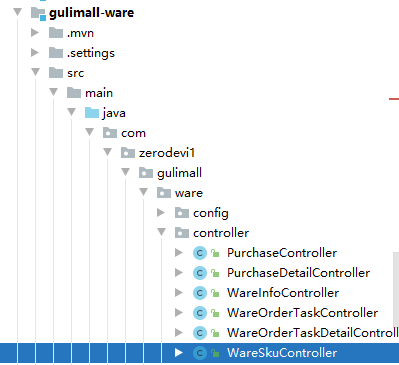 gulimall-ware
.mvn
.settings
src
main
java
com
zerodevi1
gulimall
ware
config
controller
PurchaseController
PurchaseDetailController
WareInfoController
WareOrderTaskController
WareOrderTaskDetailControll
WareSkuController